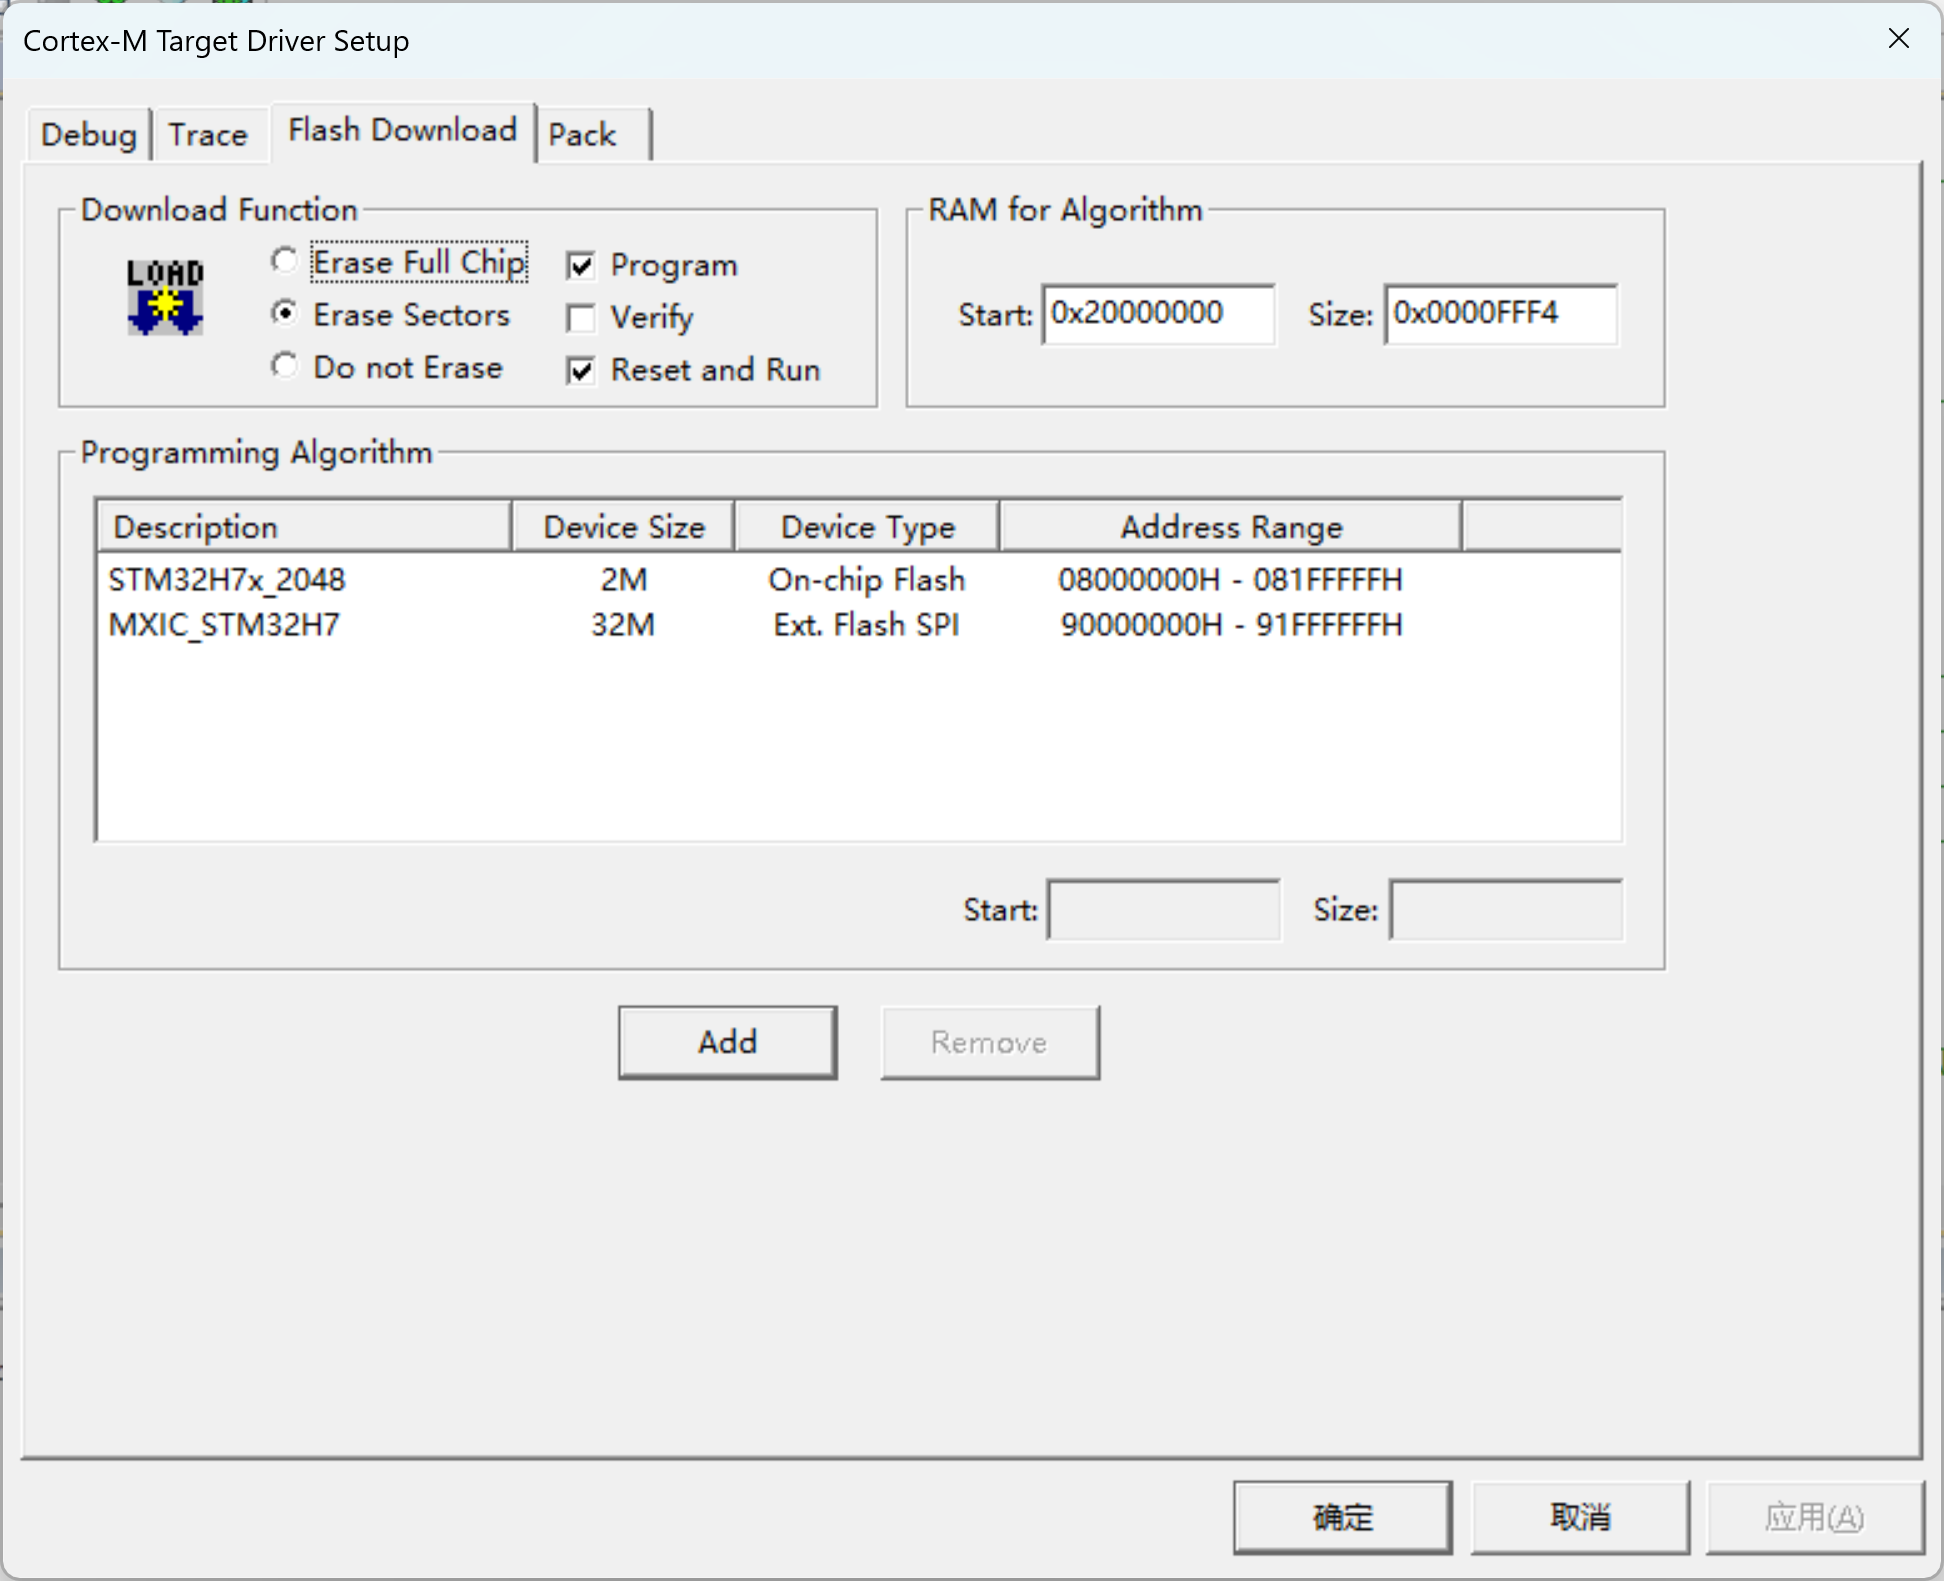 Cortex-M Target Driver Setup
Debug Trace Flash Download Pack
Download Function
LOAD
Erase Full Chip
Erase Sectors
Do not Erase
Program
Verify
Reset and Run
RAM for Algorithm
Start: 0x20000000 Size: 0x0000FFF4
Programming Algorithm
Description Device Size Device Type Address Range
STM32H7x_2048 2M On-chip Flash 08000000H - 081FFFFFH
MXIC_STM32H7 32M Ext. Flash SPI 90000000H - 91FFFFFFH
Start: Size:
Add Remove
确定 取消 应用(A)